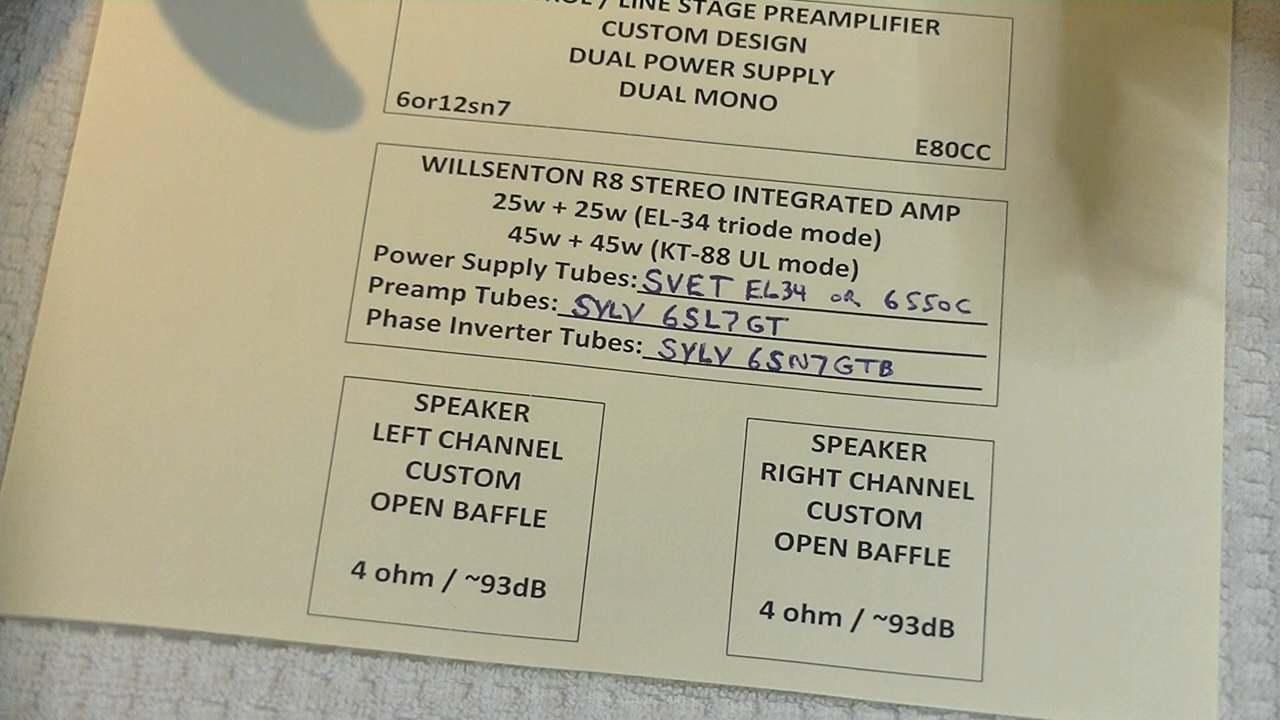 / LINE STAGE PREAMPLIFIER
CUSTOM DESIGN
DUAL POWER SUPPLY
DUAL MONO
6or12sn7
E80CC
WILLSENTON R8 STEREO INTEGRATED AMP
25w + 25w (EL-34 triode mode)
45w + 45w (KT-88 UL mode)
Power Supply Tubes: SVET EL34 OR 6550C
Preamp Tubes: SYLV 6SL7GT
Phase Inverter Tubes: SYLV 6SN7GTB
SPEAKER
LEFT CHANNEL
CUSTOM
OPEN BAFFLE
4 ohm / ~93dB
SPEAKER
RIGHT CHANNEL
CUSTOM
OPEN BAFFLE
4 ohm / ~93dB